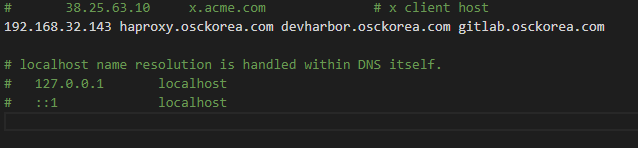 #       38.25.63.10     x.acme.com              # x client host
192.168.32.143 haproxy.osckorea.com devharbor.osckorea.com gitlab.osckorea.com
# localhost name resolution is handled within DNS itself.
#   127.0.0.1       localhost
#   ::1             localhost